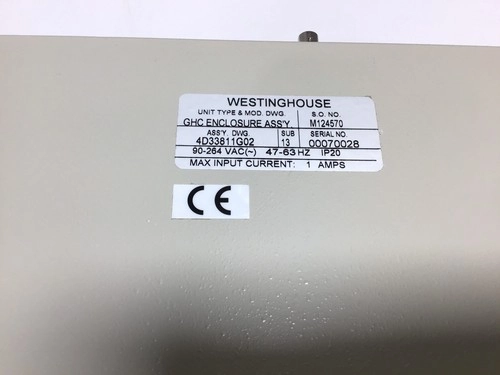 WESTINGHOUSE
UNIT TYPE & MOD. DWG. S.O. NO.
GHC ENCLOSURE ASS'Y M124570
ASS'Y. DWG. SUB SERIAL NO.
4D33811G02 13 00070028
90-264 VAC(~) 47-63 HZ IP20
MAX INPUT CURRENT: 1 AMPS
CE